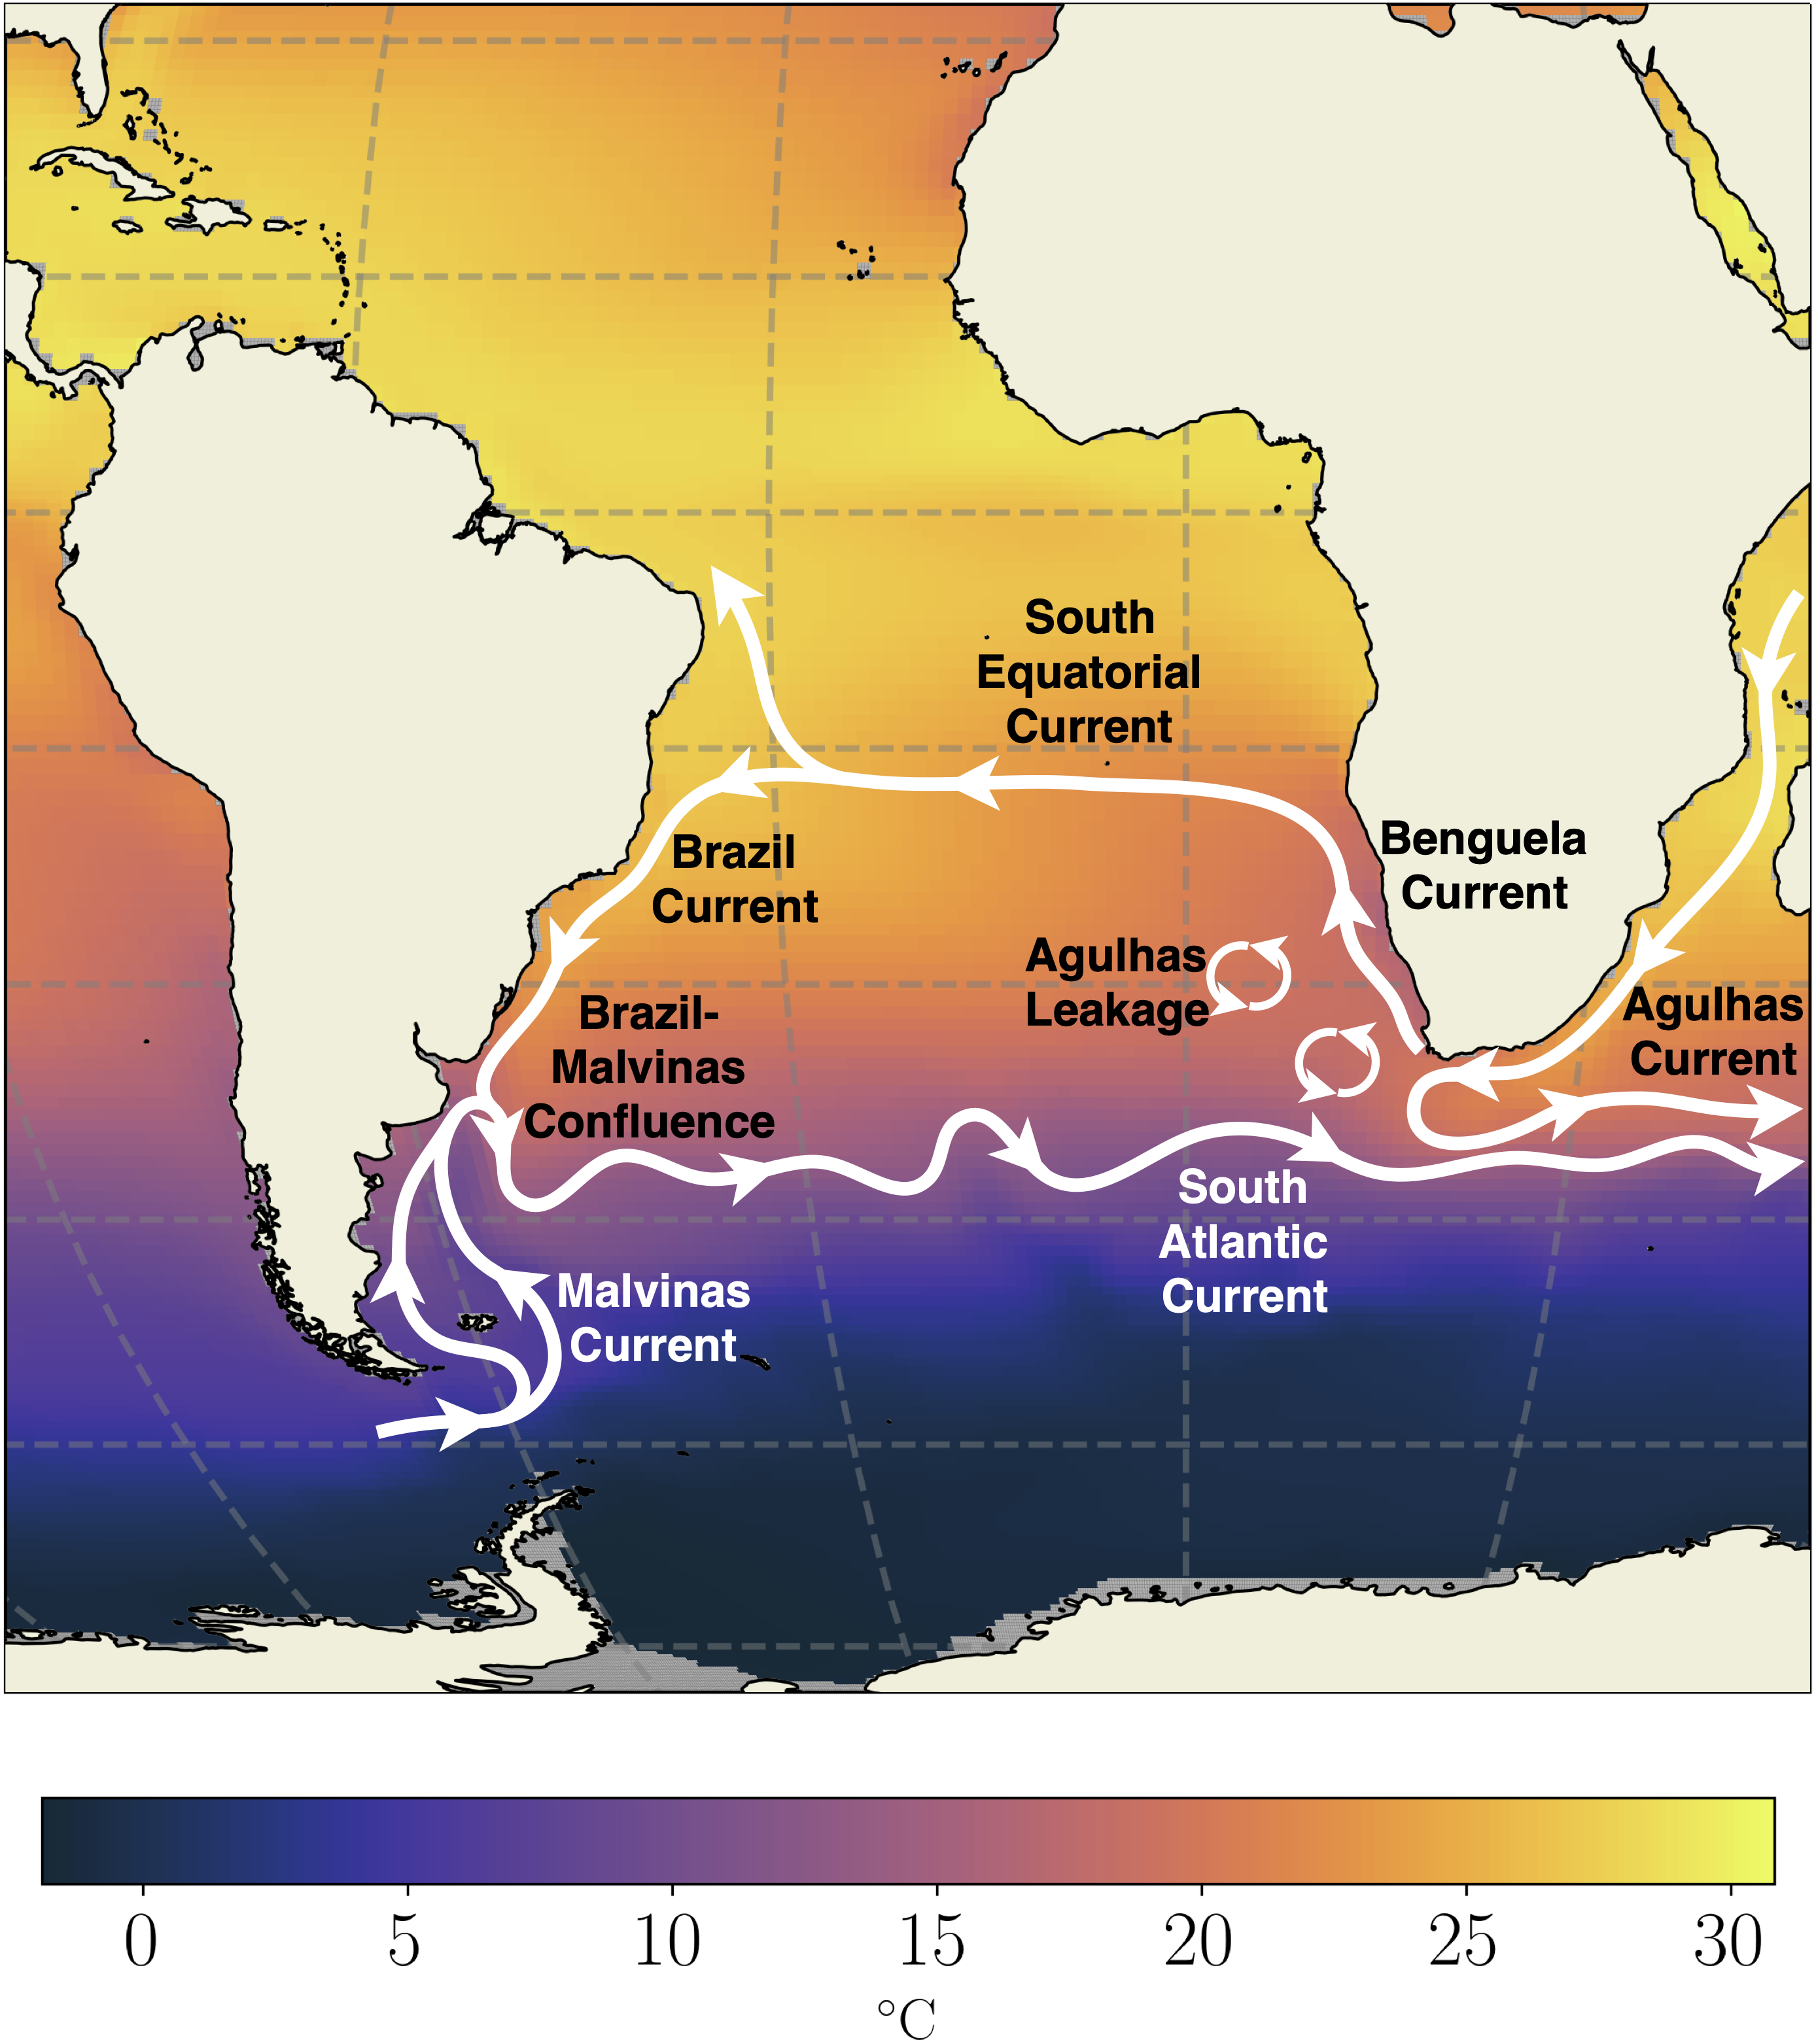 South
Equatorial
Current
Brazil
Current
Benguela
Current
Agulhas
Leakage
Agulhas
Current
Brazil-
Malvinas
Confluence
South
Atlantic
Current
Malvinas
Current
0 5 10 15 20 25 30
°C